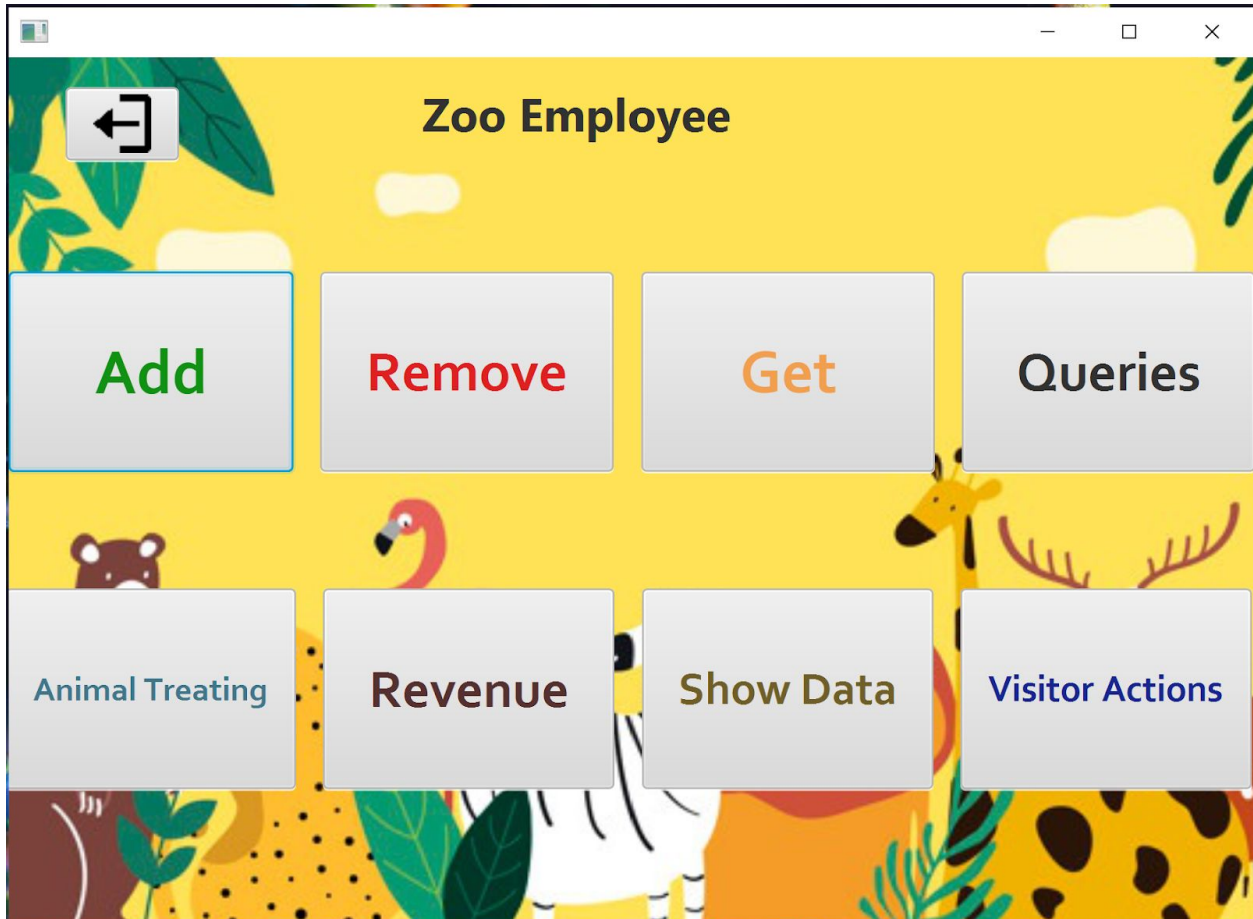 Zoo Employee
Add
Remove
Get
Queries
Animal Treating
Revenue
Show Data
Visitor Actions